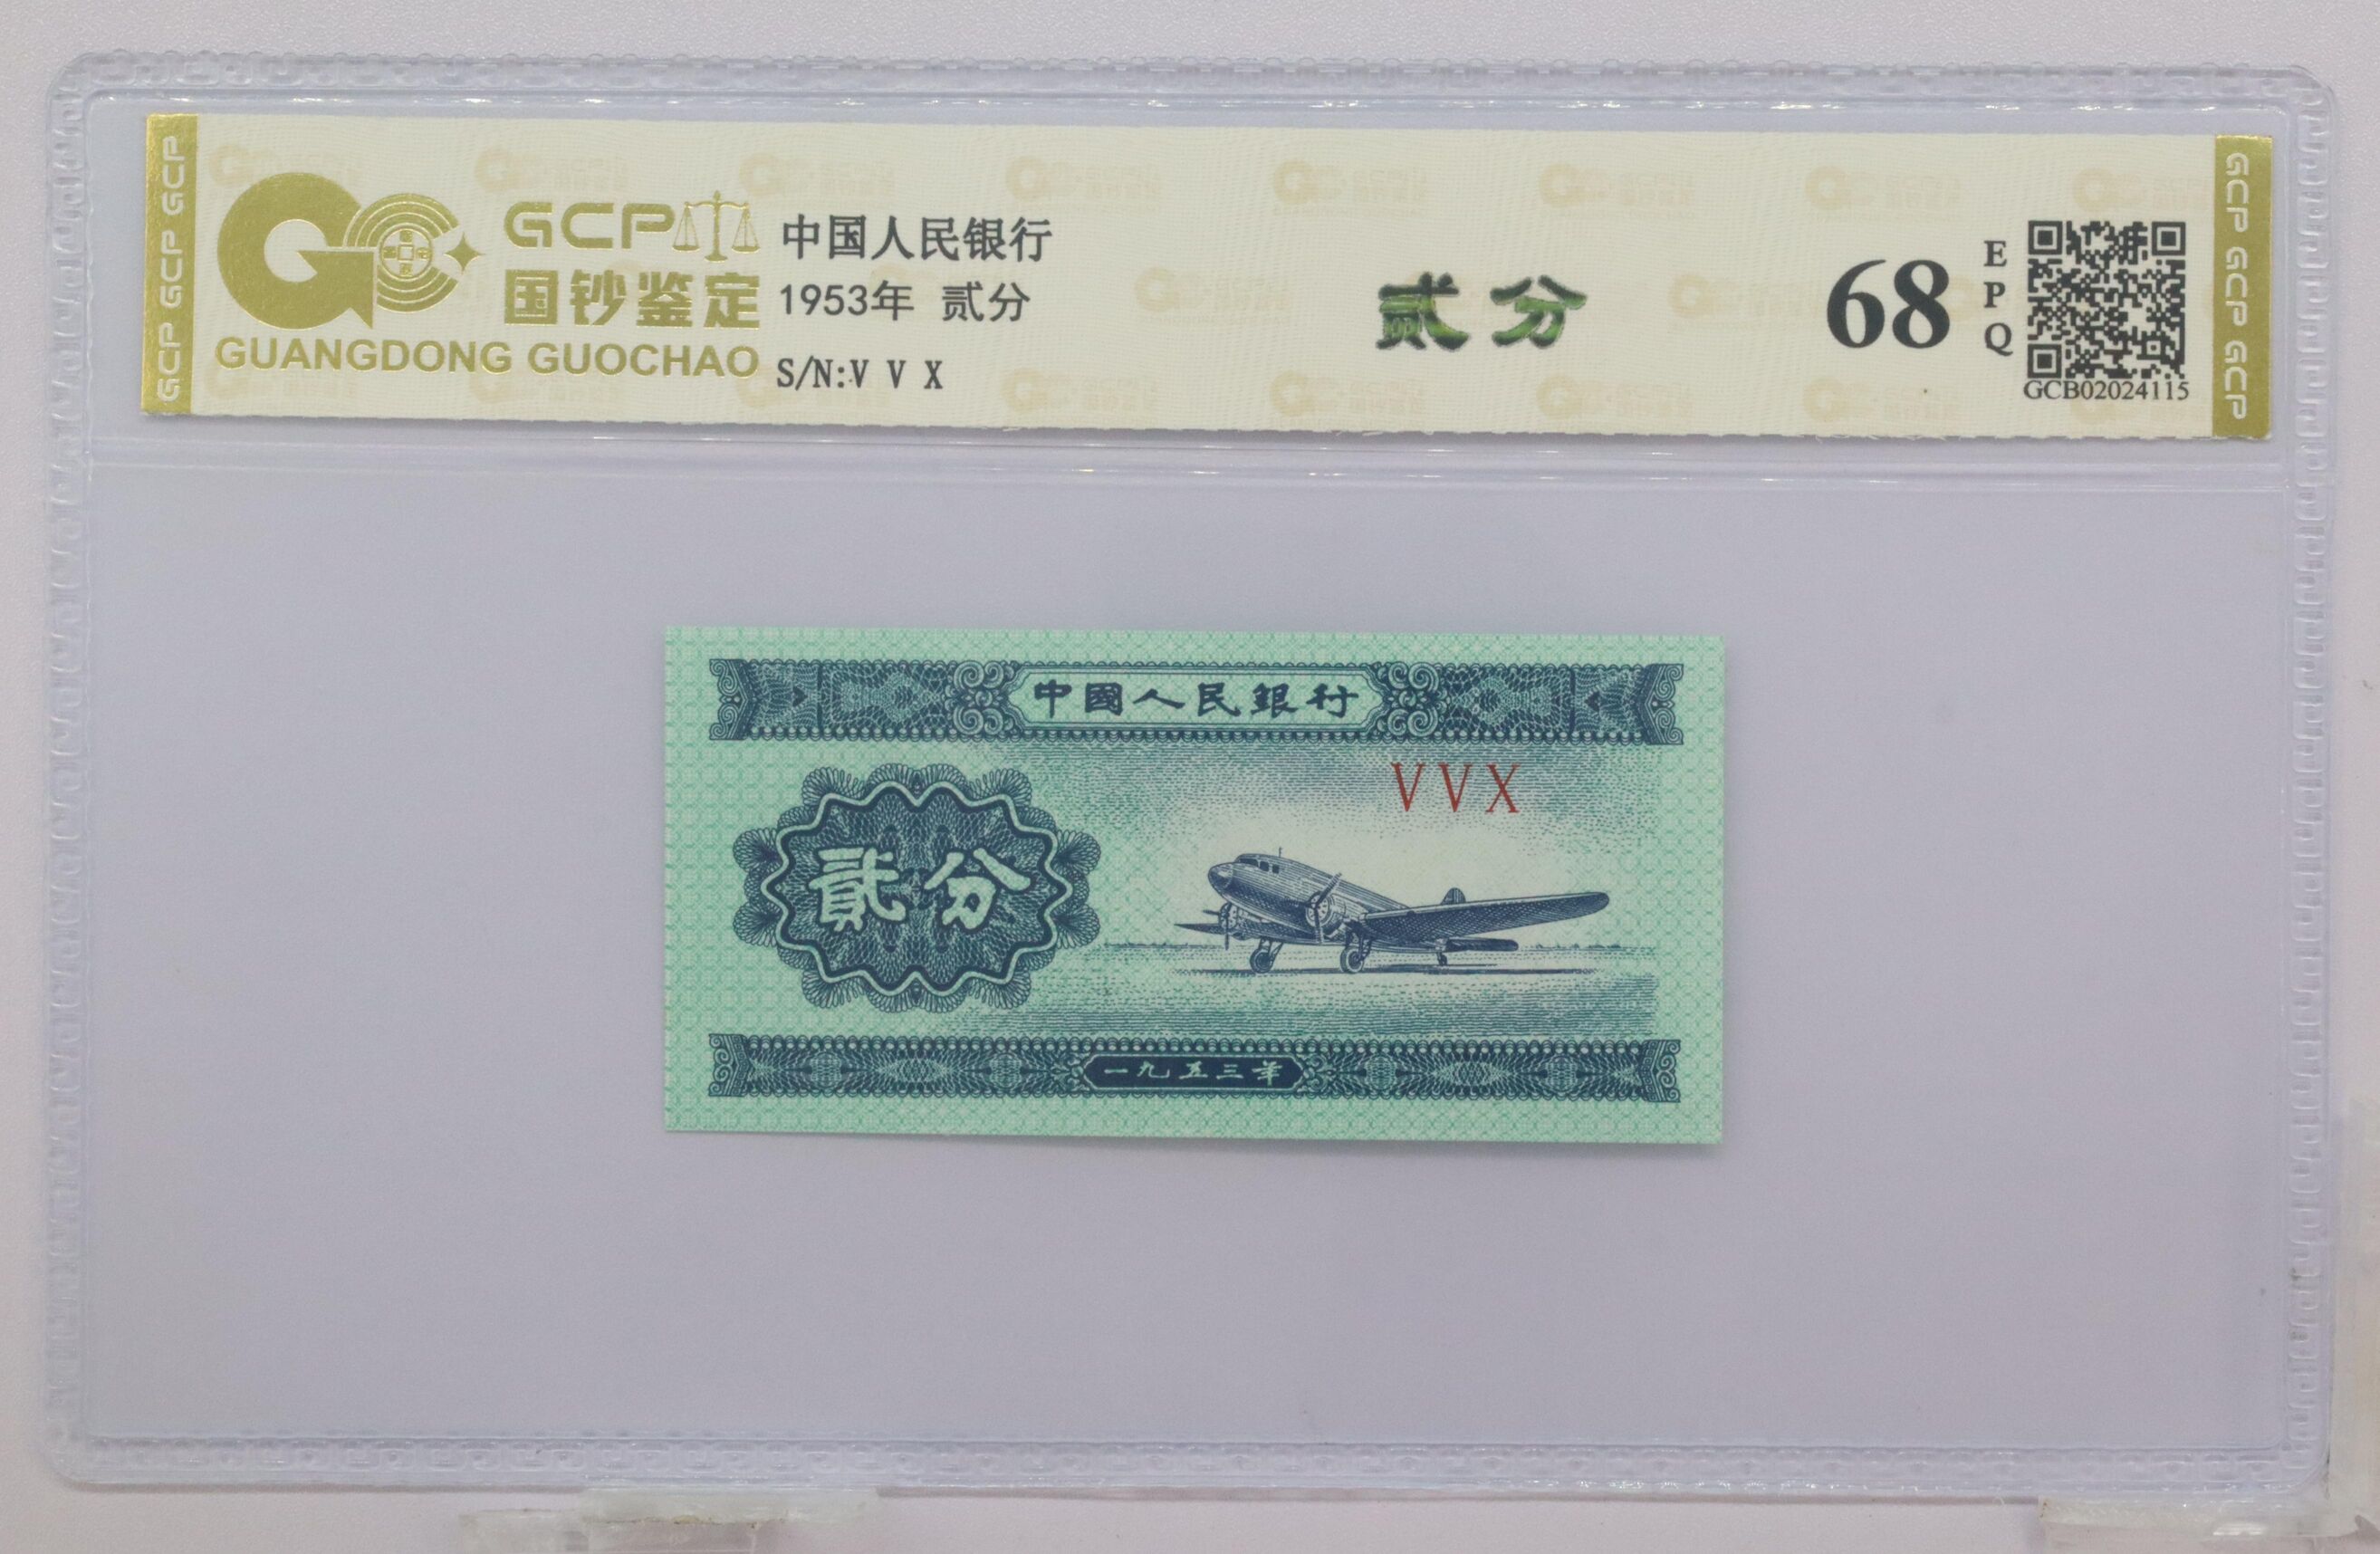 GCP GCP GCP
GCP
国钞鉴定
GUANGDONG GUOCHAO
中国人民银行
1953年 贰分
S/N:V V X
贰分
68
EPQ
GCB02024115
GCP GCP GCP GCP
中國人民銀行
VVX
貳分
一九五三年